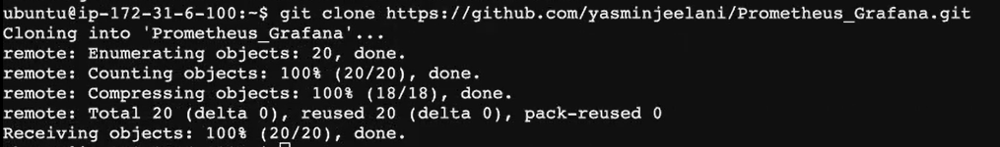 ubuntu@ip-172-31-6-100:~$ git clone https://github.com/yasminjeelani/Prometheus_Grafana.git
Cloning into 'Prometheus_Grafana'...
remote: Enumerating objects: 20, done.
remote: Counting objects: 100% (20/20), done.
remote: Compressing objects: 100% (18/18), done.
remote: Total 20 (delta 0), reused 20 (delta 0), pack-reused 0
Receiving objects: 100% (20/20), done.